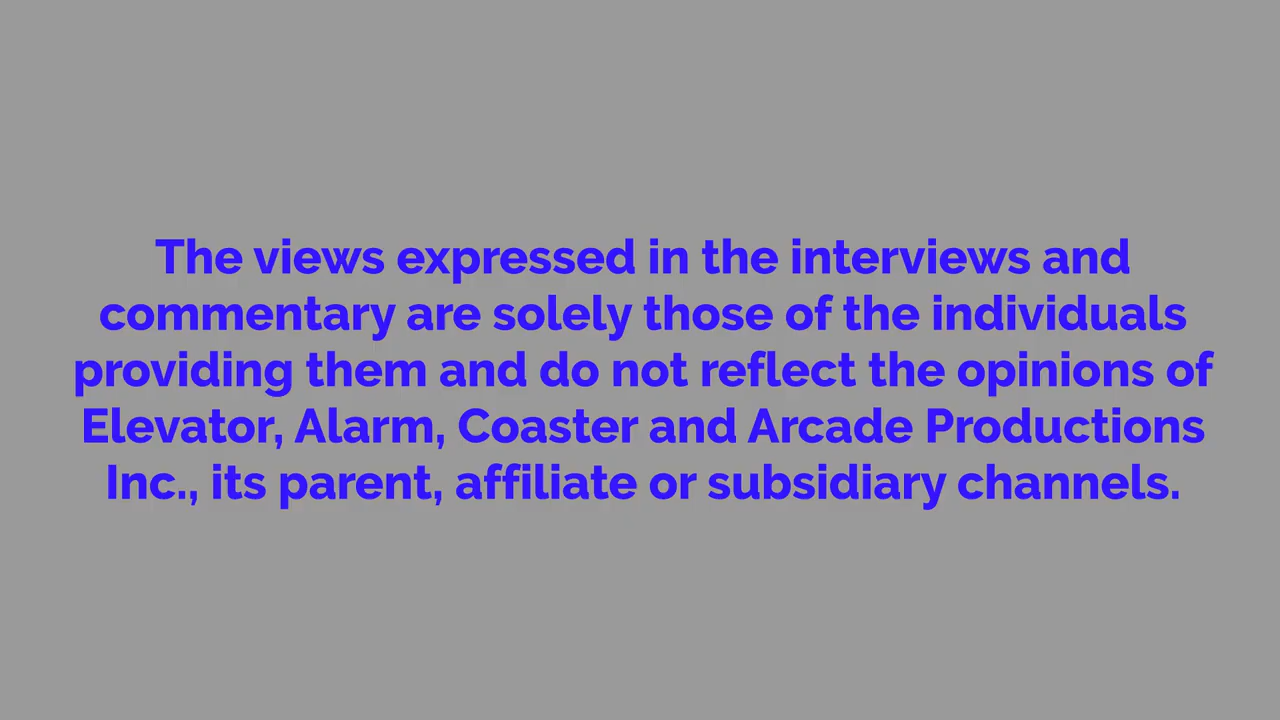 The views expressed in the interviews and
commentary are solely those of the individuals
providing them and do not reflect the opinions of
Elevator, Alarm, Coaster and Arcade Productions
Inc., its parent, affiliate or subsidiary channels.